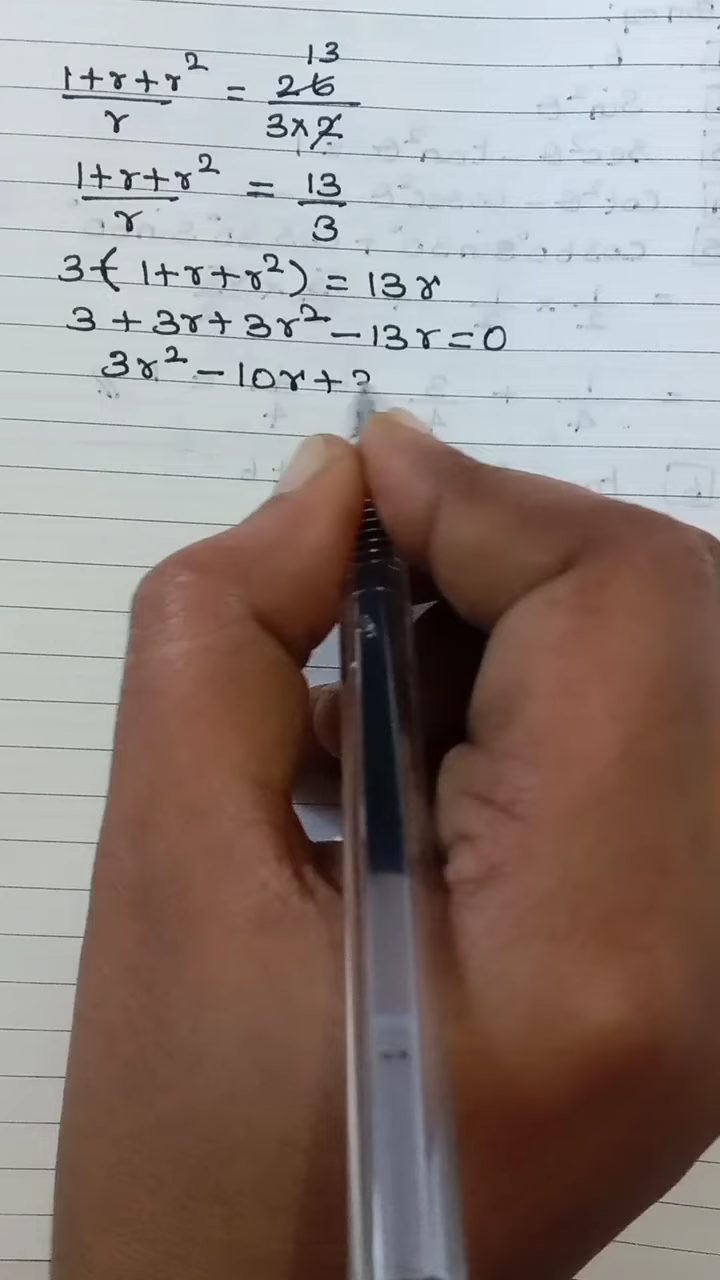 1+r+r² / r = 13 26 / 3×2
1+r+r² / r = 13 / 3
3(1+r+r²) = 13r
3+3r+3r²-13r=0
3r²-10r+3